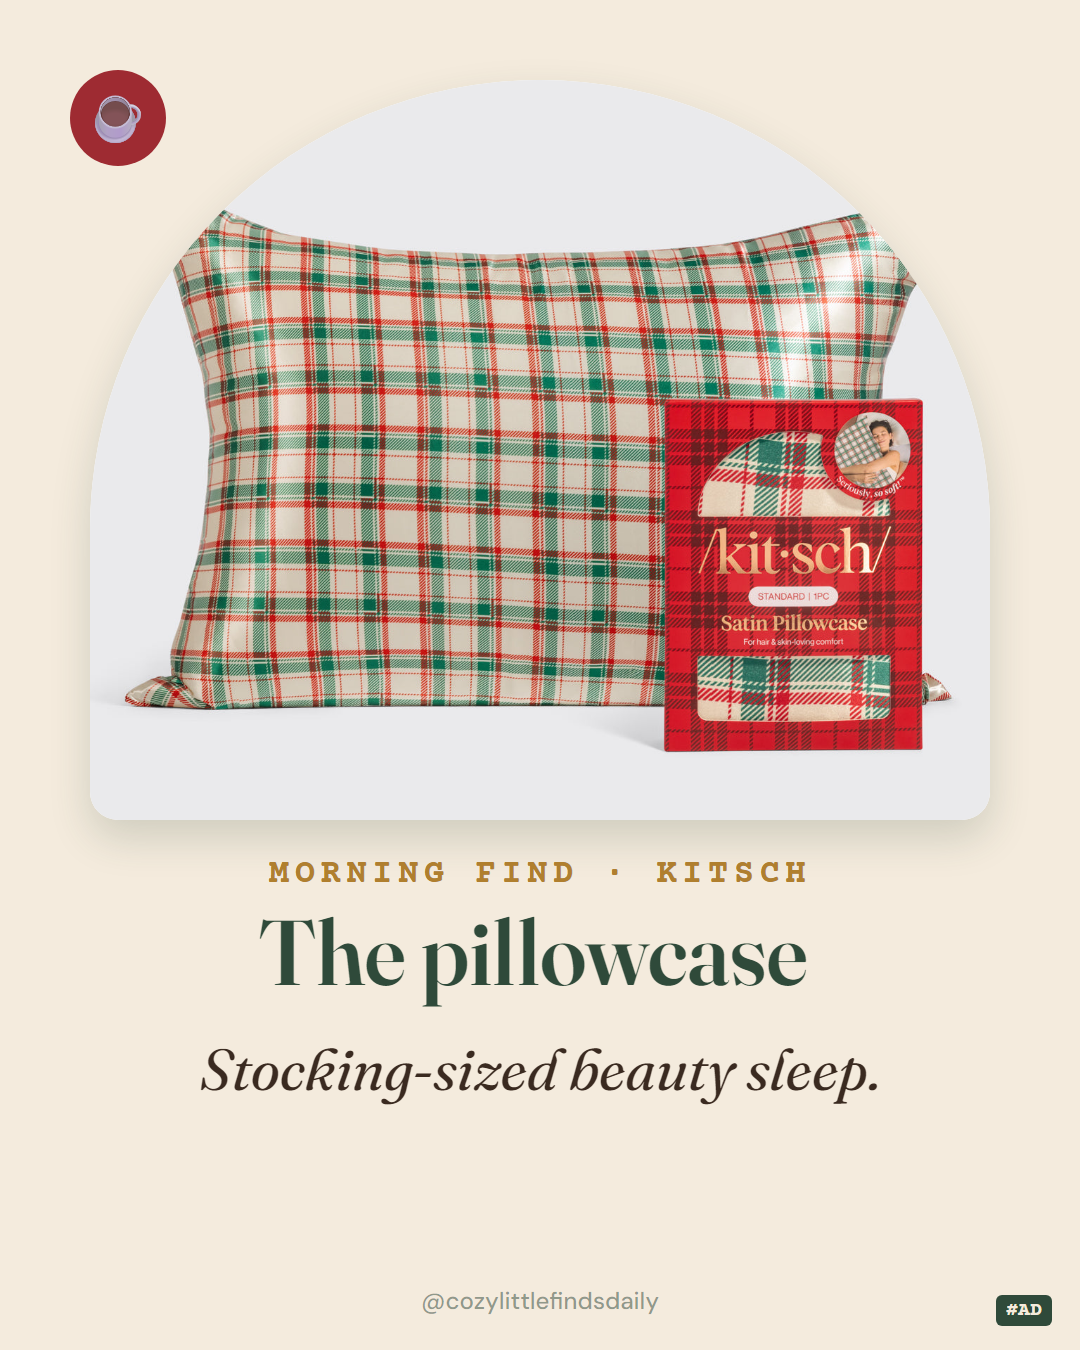 Seriously, so soft!
/kit·sch/
STANDARD | 1PC
Satin Pillowcase
For hair & skin-loving comfort
MORNING FIND · KITSCH
The pillowcase
Stocking-sized beauty sleep.
@cozylittlefindsdaily
#AD